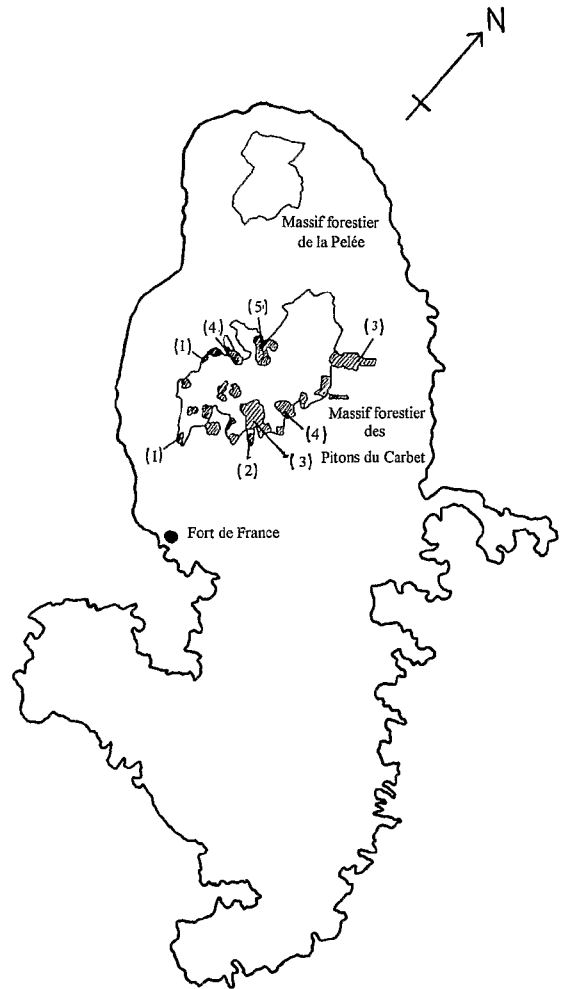 N
Massif forestier
de la Pelée
(5)
(4)
(1)
(3)
Massif forestier
des
Pitons du Carbet
(4)
(1)
(2)
(3)
Fort de France